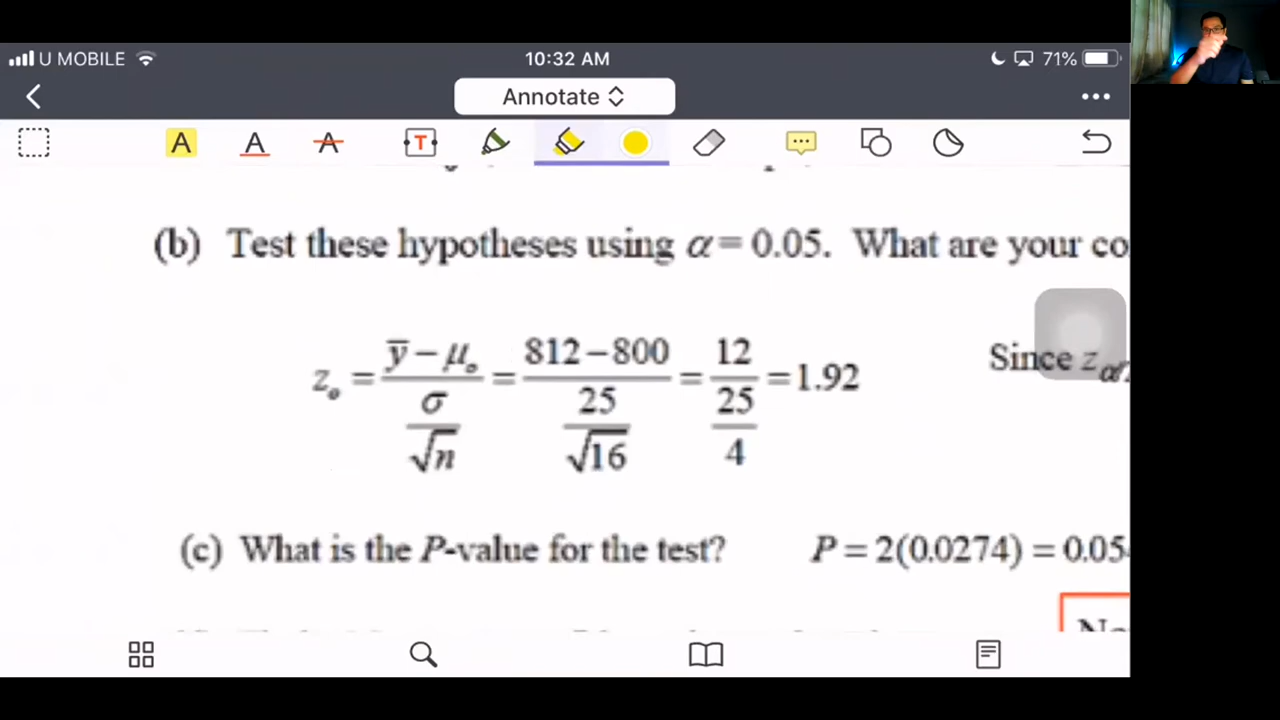 U MOBILE 10:32 AM 71%
Annotate
A A A T
(b) Test these hypotheses using α = 0.05. What are your
z₀ = (ȳ − μ₀)/(σ/√n) = (812 − 800)/(25/√16) = 12/(25/4) = 1.92 Since z
(c) What is the P-value for the test? P = 2(0.0274) = 0.05